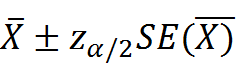 X̄ ± z_{α/2}SE(X̄)